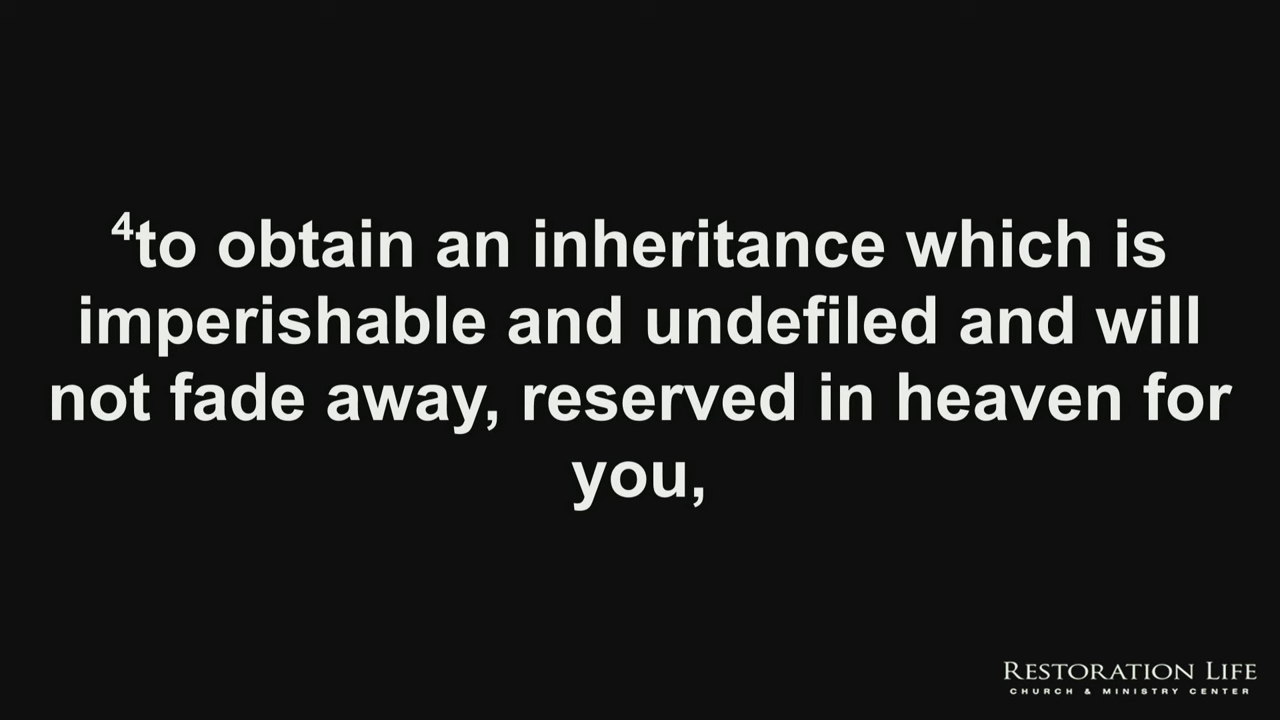 ⁴to obtain an inheritance which is
imperishable and undefiled and will
not fade away, reserved in heaven for
you,
RESTORATION LIFE
CHURCH & MINISTRY CENTER